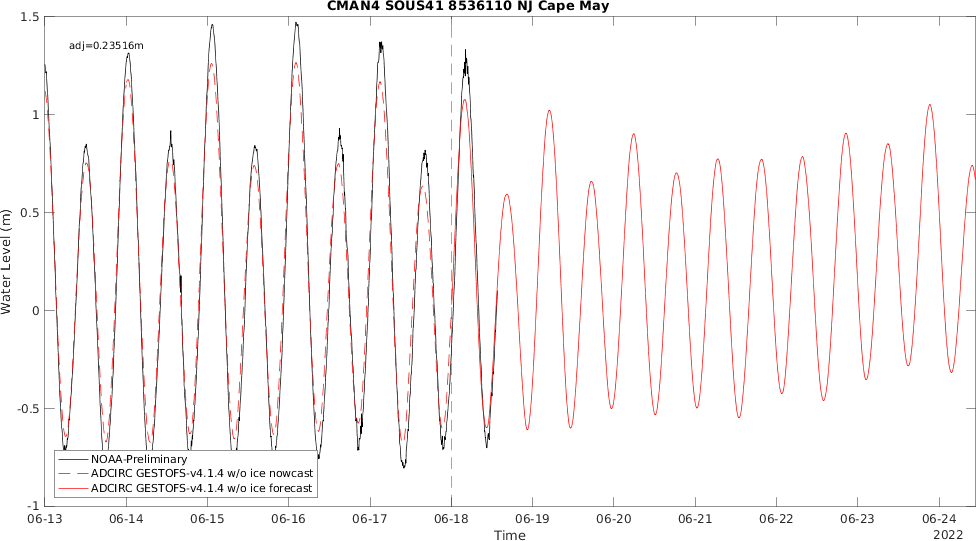 CMAN4 SOUS41 8536110 NJ Cape May
adj=0.23516m
1.5
1
0.5
0
-0.5
-1
Water Level (m)
NOAA-Preliminary
ADCIRC GESTOFS-v4.1.4 w/o ice nowcast
ADCIRC GESTOFS-v4.1.4 w/o ice forecast
06-13 06-14 06-15 06-16 06-17 06-18 06-19 06-20 06-21 06-22 06-23 06-24
Time
2022